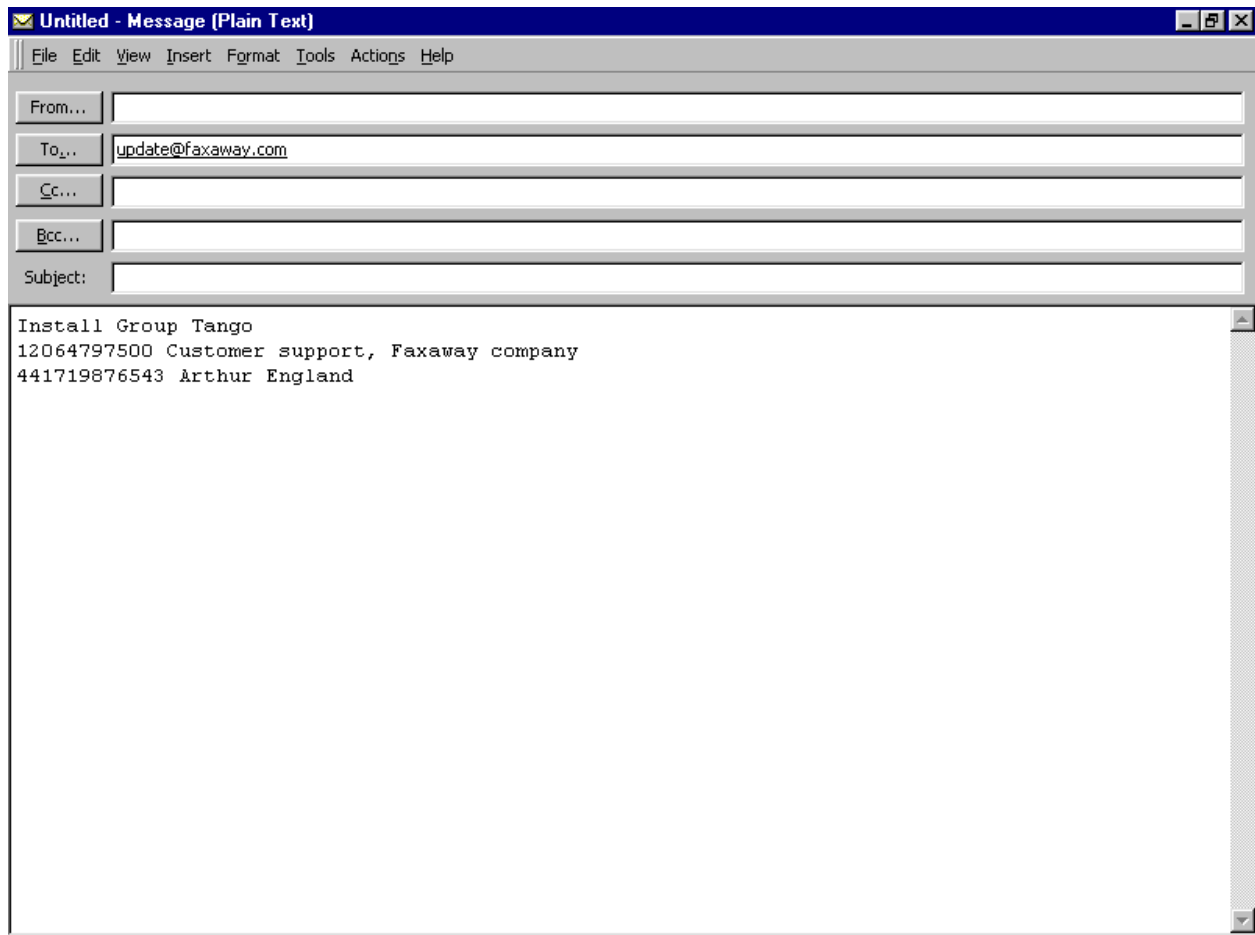 Untitled - Message (Plain Text)
File Edit View Insert Format Tools Actions Help
From...
To... update@faxaway.com
Cc...
Bcc...
Subject:
Install Group Tango
12064797500 Customer support, Faxaway company
441719876543 Arthur England